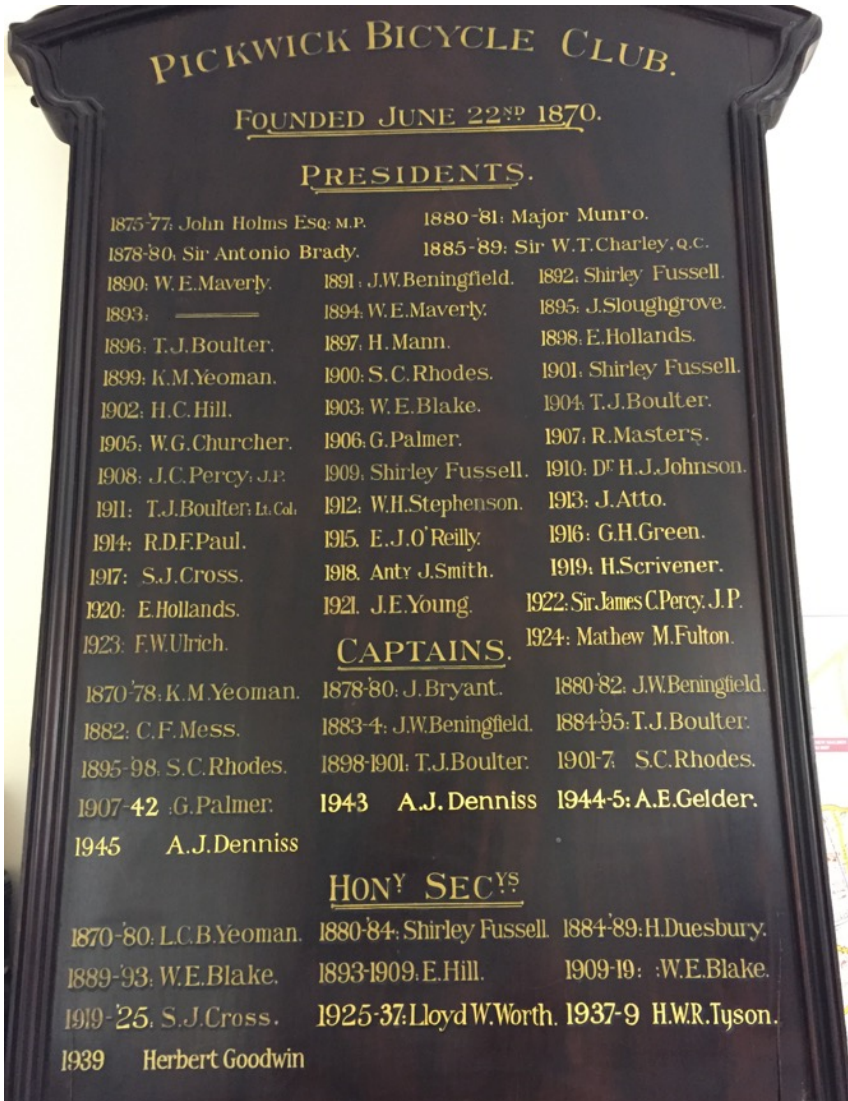 PICKWICK BICYCLE CLUB.
FOUNDED JUNE 22ND 1870.
PRESIDENTS.
1875-'77: John Holms Esq: M.P. 1880-'81: Major Munro.
1878-'80: Sir Antonio Brady. 1885-'89: Sir W.T.Charley, Q.C.
1890: W.E.Maverly. 1891: J.W.Beningfield. 1892: Shirley Fussell.
1893: 1894: W.E.Maverly. 1895: J.Sloughgrove.
1896: T.J.Boulter. 1897: H.Mann. 1898: E.Hollands.
1899: K.M.Yeoman. 1900: S.C.Rhodes. 1901: Shirley Fussell.
1902: H.C.Hill. 1903: W.E.Blake. 1904: T.J.Boulter.
1905: W.G.Churcher. 1906: G.Palmer. 1907: R.Masters.
1908: J.C.Percy: J.P. 1909: Shirley Fussell. 1910: Dr. H.J.Johnson.
1911: T.J.Boulter: Lt. Col: 1912: W.H.Stephenson. 1913: J.Atto.
1914: R.D.F.Paul. 1915. E.J.O'Reilly. 1916: G.H.Green.
1917: S.J.Cross. 1918. Anty J.Smith. 1919: H.Scrivener.
1920: E.Hollands. 1921. J.E.Young. 1922: Sir James C.Percy. J.P.
1923: F.W.Ulrich. 1924: Mathew M.Fulton.
CAPTAINS.
1870-'78: K.M.Yeoman. 1878-'80: J.Bryant. 1880-'82: J.W.Beningfield.
1882: C.F.Mess. 1883-4: J.W.Beningfield. 1884-'95: T.J.Boulter.
1895-'98: S.C.Rhodes. 1898-1901: T.J.Boulter. 1901-7: S.C.Rhodes.
1907-42 :G.Palmer. 1943 A.J.Denniss 1944-5: A.E.Gelder.
1945 A.J.Denniss
HONY SECYS
1870-'80: L.C.B.Yeoman. 1880-'84: Shirley Fussell. 1884-'89: H.Duesbury.
1889-'93: W.E.Blake. 1893-1909: E.Hill. 1909-19: :W.E.Blake.
1919-'25: S.J.Cross. 1925-37: Lloyd W.Worth. 1937-9 H.W.R.Tyson.
1939 Herbert Goodwin